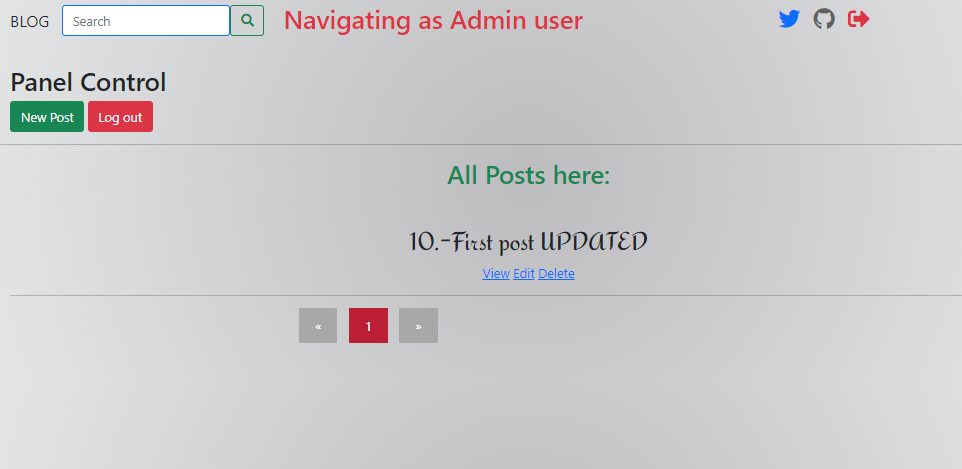 BLOG Search Navigating as Admin user
Panel Control
New Post Log out
All Posts here:
10.-First post UPDATED
View Edit Delete
« 1 »